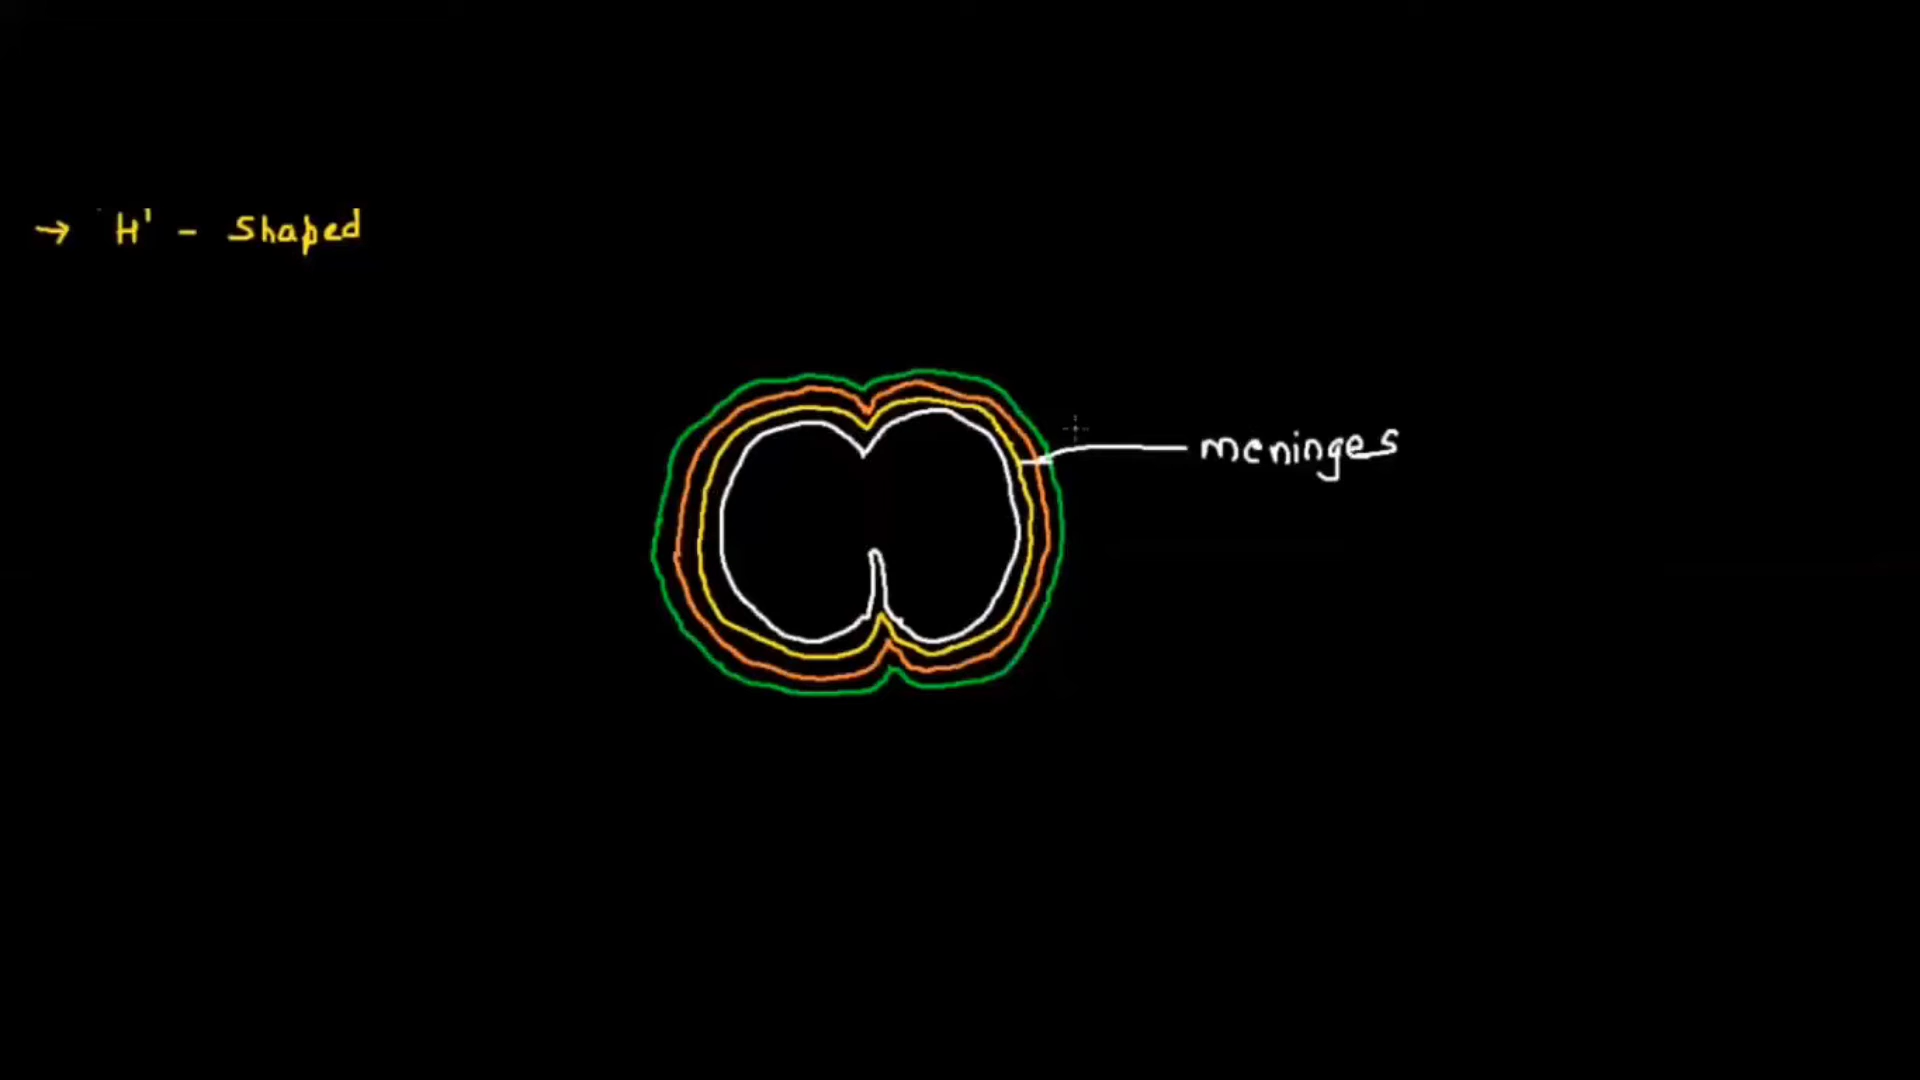 → 'H' - Shaped
meninges